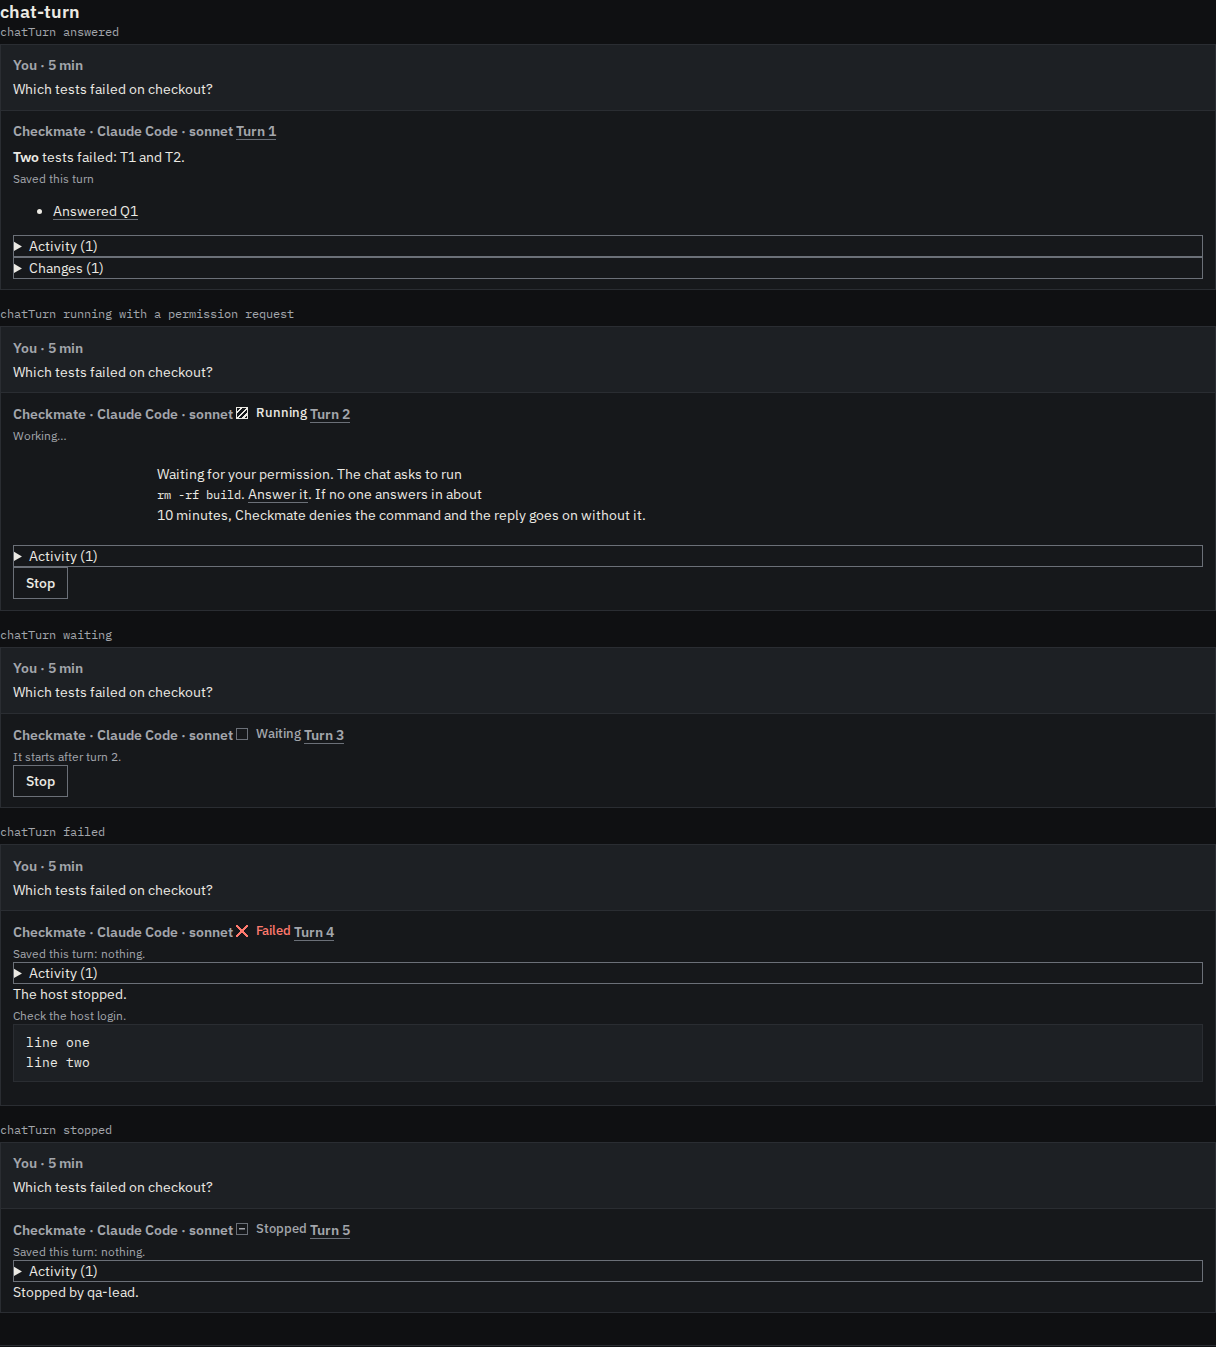 chat-turn
chatTurn answered
You · 5 min
Which tests failed on checkout?
Checkmate · Claude Code · sonnet Turn 1
Two tests failed: T1 and T2.
Saved this turn
• Answered Q1
Activity (1)
Changes (1)
chatTurn running with a permission request
You · 5 min
Which tests failed on checkout?
Checkmate · Claude Code · sonnet Running Turn 2
Working…
Waiting for your permission. The chat asks to run
rm -rf build. Answer it. If no one answers in about
10 minutes, Checkmate denies the command and the reply goes on without it.
Activity (1)
Stop
chatTurn waiting
You · 5 min
Which tests failed on checkout?
Checkmate · Claude Code · sonnet Waiting Turn 3
It starts after turn 2.
Stop
chatTurn failed
You · 5 min
Which tests failed on checkout?
Checkmate · Claude Code · sonnet Failed Turn 4
Saved this turn: nothing.
Activity (1)
The host stopped.
Check the host login.
line one
line two
chatTurn stopped
You · 5 min
Which tests failed on checkout?
Checkmate · Claude Code · sonnet Stopped Turn 5
Saved this turn: nothing.
Activity (1)
Stopped by qa-lead.